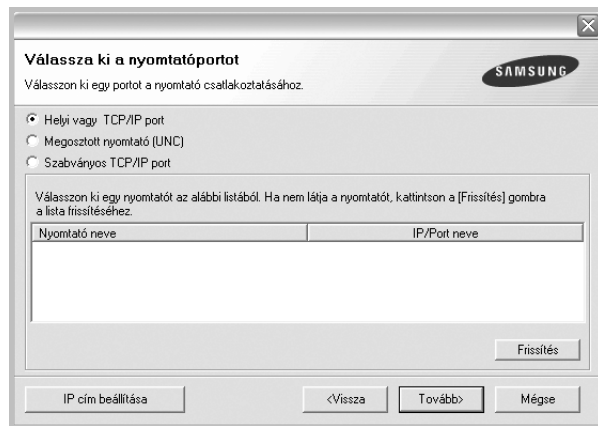 Válassza ki a nyomtatóportot
Válasszon ki egy portot a nyomtató csatlakoztatásához.
SAMSUNG
Helyi vagy TCP/IP port
Megosztott nyomtató (UNC)
Szabványos TCP/IP port
Válasszon ki egy nyomtatót az alábbi listából. Ha nem látja a nyomtatót, kattintson a [Frissítés] gombra
a lista frissítéséhez.
Nyomtató neve IP/Port neve
Frissítés
IP cím beállítása <Vissza Tovább> Mégse